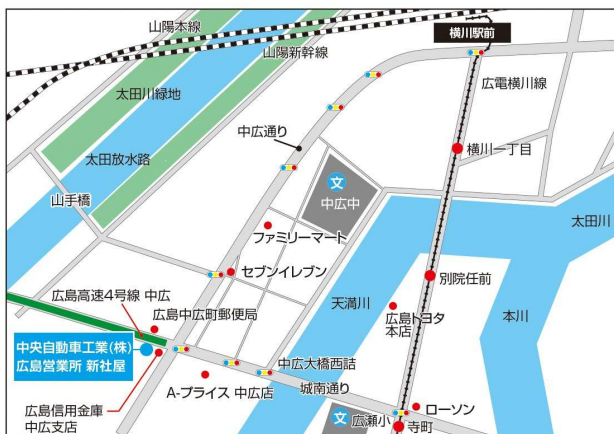 山陽本線
山陽新幹線
横川駅前
太田川緑地
広電横川線
中広通り
横川一丁目
太田放水路
文
中広中
山手橋
太田川
ファミリーマート
セブンイレブン
別院任前
広島高速4号線 中広
天満川
広島中広町郵便局
広島トヨタ
本店
本川
中央自動車工業(株)
広島営業所 新社屋
中広大橋西詰
A-プライス 中広店
城南通り
広島信用金庫
中広支店
文
広瀬小
ローソン
寺町